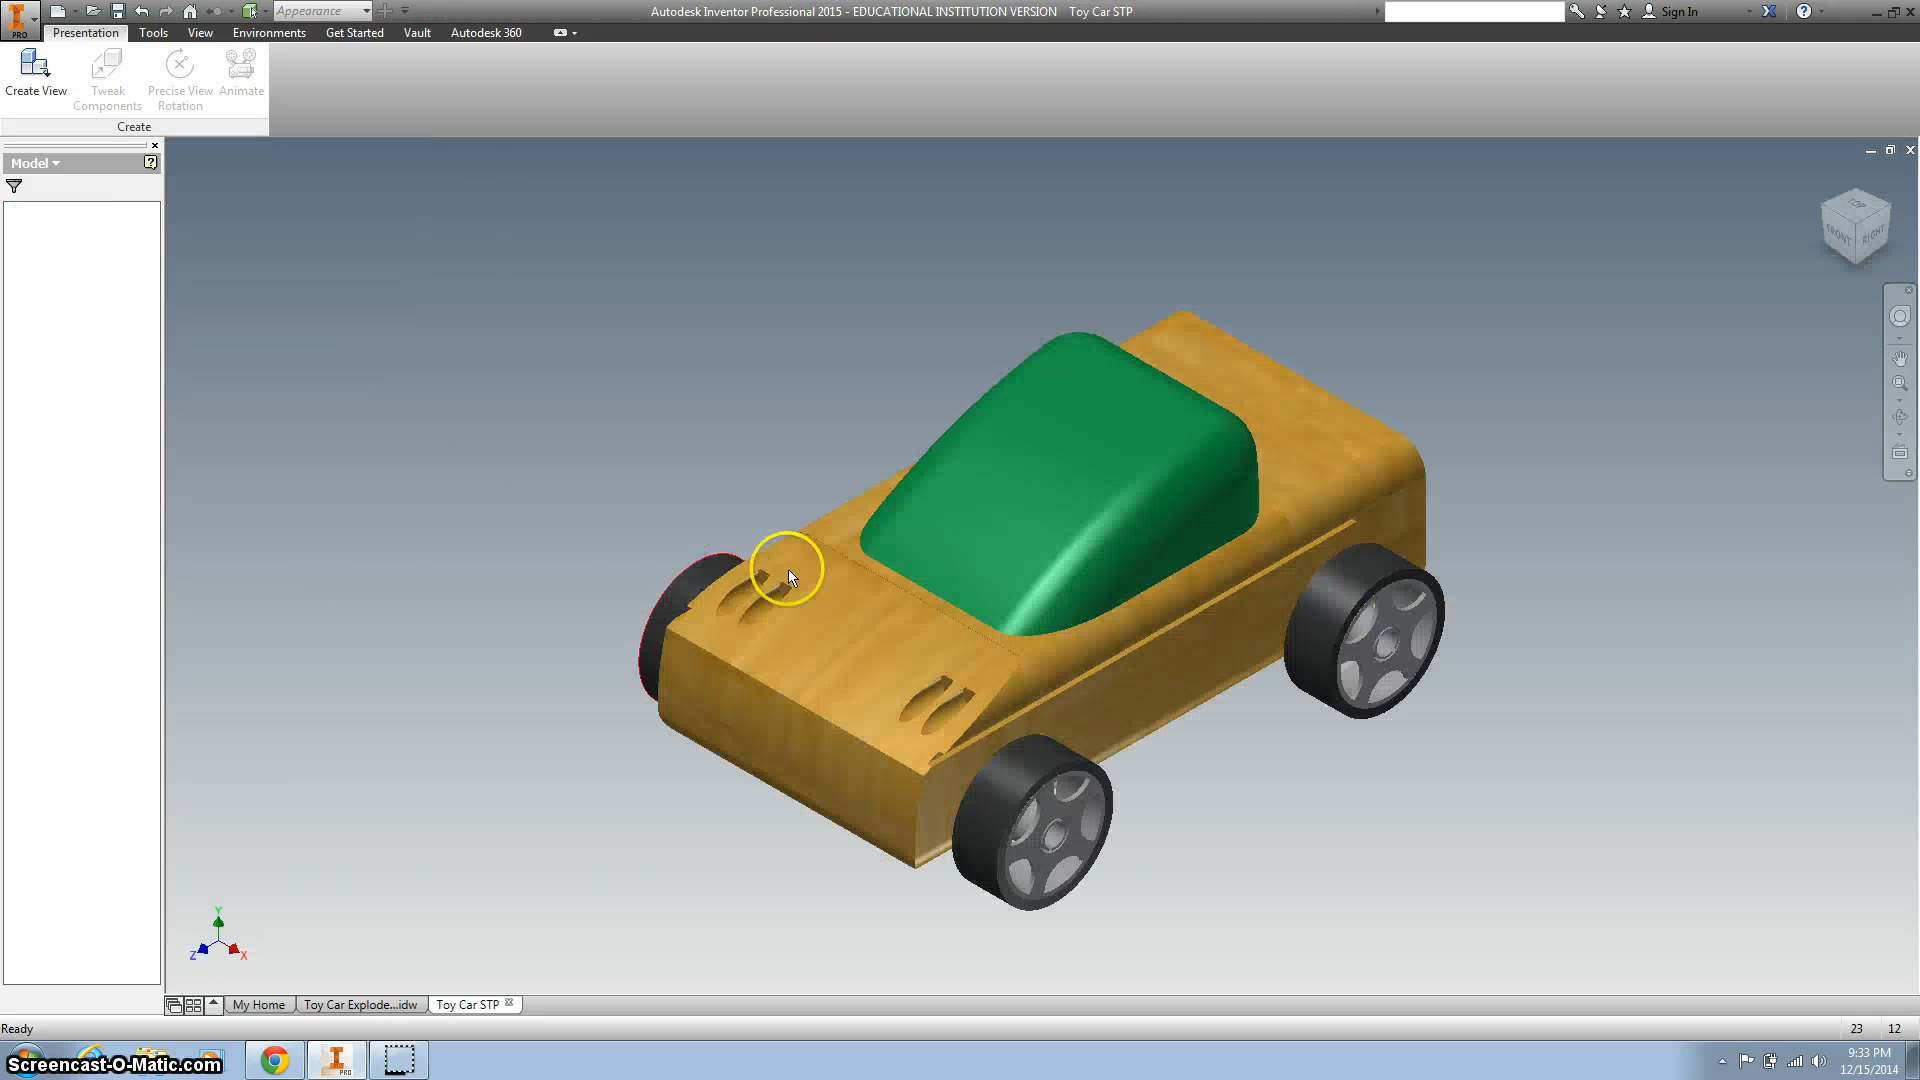 Appearance
Autodesk Inventor Professional 2015 - EDUCATIONAL INSTITUTION VERSION Toy Car STP
Sign In
PRO
Presentation Tools View Environments Get Started Vault Autodesk 360
Create View
Tweak Components
Precise View Rotation
Animate
Create
Model
TOP
FRONT RIGHT
Y
Z X
My Home Toy Car Explode...idw Toy Car STP
Ready
23 12
Screencast-O-Matic.com
PRO
9:33 PM
12/15/2014